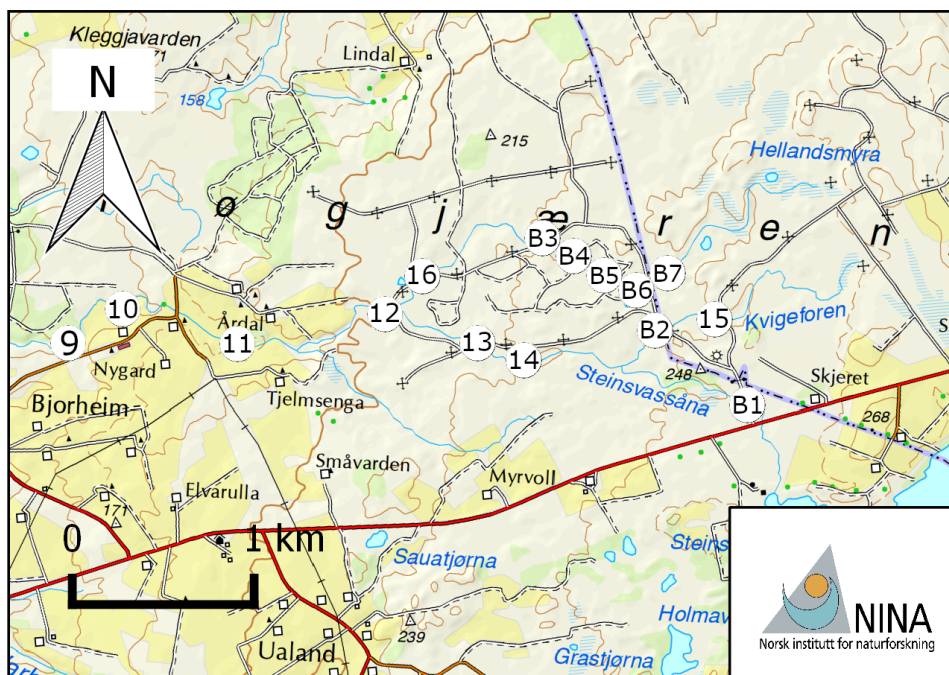 Kleggjavarden
171
Lindal
N
158
215
Hellandsmyra
ø
g
j
æ
r
e
n
B3
B4
16
B5
B7
B6
10
12
15
Kvigeforen
Årdal
9
11
13
14
B2
Nygard
Steinsvassåna
248
Skjeret
Tjelmsenga
B1
Bjorheim
268
Småvarden
Myrvoll
Elvarulla
171
0
1 km
Sauatjørna
Steins
Holmav
239
Ualand
Grastjørna
NINA
Norsk institutt for naturforskning